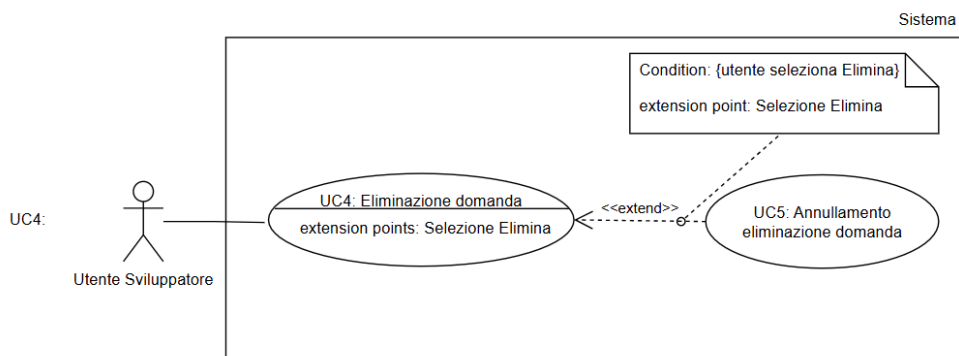 Sistema
Condition: {utente seleziona Elimina}
extension point: Selezione Elimina
UC4:
UC4: Eliminazione domanda
extension points: Selezione Elimina
<<extend>>
UC5: Annullamento
eliminazione domanda
Utente Sviluppatore